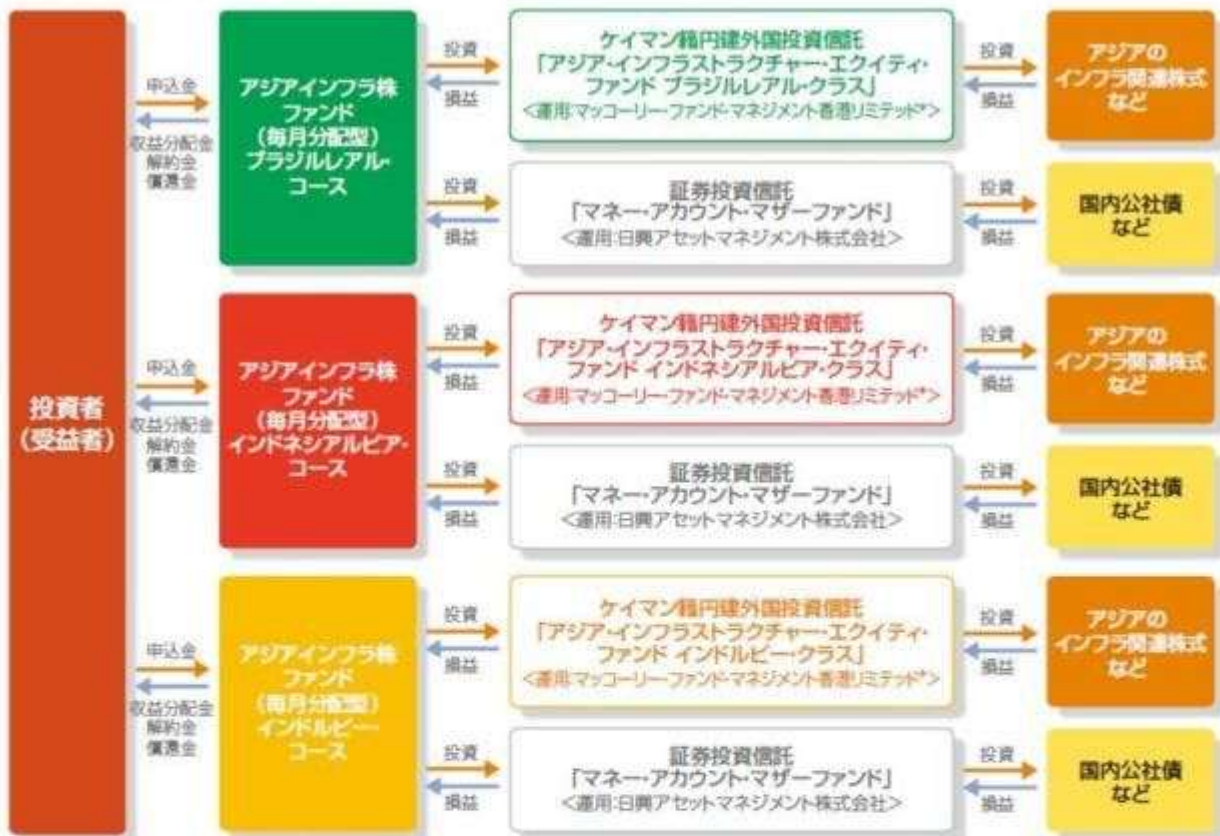 投資者
(受益者)
申込金
収益分配金
解約金
償還金
アジアインフラ株
ファンド
(毎月分配型)
ブラジルレアル・
コース
投資
損益
ケイマン籍円建外国投資信託
「アジア・インフラストラクチャー・エクイティ・
ファンド ブラジルレアル・クラス」
<運用:マッコーリー・ファンド・マネジメント香港リミテッド*>
投資
損益
アジアの
インフラ関連株式
など
投資
損益
証券投資信託
「マネー・アカウント・マザーファンド」
<運用:日興アセットマネジメント株式会社>
投資
損益
国内公社債
など
申込金
収益分配金
解約金
償還金
アジアインフラ株
ファンド
(毎月分配型)
インドネシアルピア・
コース
投資
損益
ケイマン籍円建外国投資信託
「アジア・インフラストラクチャー・エクイティ・
ファンド インドネシアルピア・クラス」
<運用:マッコーリー・ファンド・マネジメント香港リミテッド*>
投資
損益
アジアの
インフラ関連株式
など
投資
損益
証券投資信託
「マネー・アカウント・マザーファンド」
<運用:日興アセットマネジメント株式会社>
投資
損益
国内公社債
など
申込金
収益分配金
解約金
償還金
アジアインフラ株
ファンド
(毎月分配型)
インドルピー・
コース
投資
損益
ケイマン籍円建外国投資信託
「アジア・インフラストラクチャー・エクイティ・
ファンド インドルピー・クラス」
<運用:マッコーリー・ファンド・マネジメント香港リミテッド*>
投資
損益
アジアの
インフラ関連株式
など
投資
損益
証券投資信託
「マネー・アカウント・マザーファンド」
<運用:日興アセットマネジメント株式会社>
投資
損益
国内公社債
など